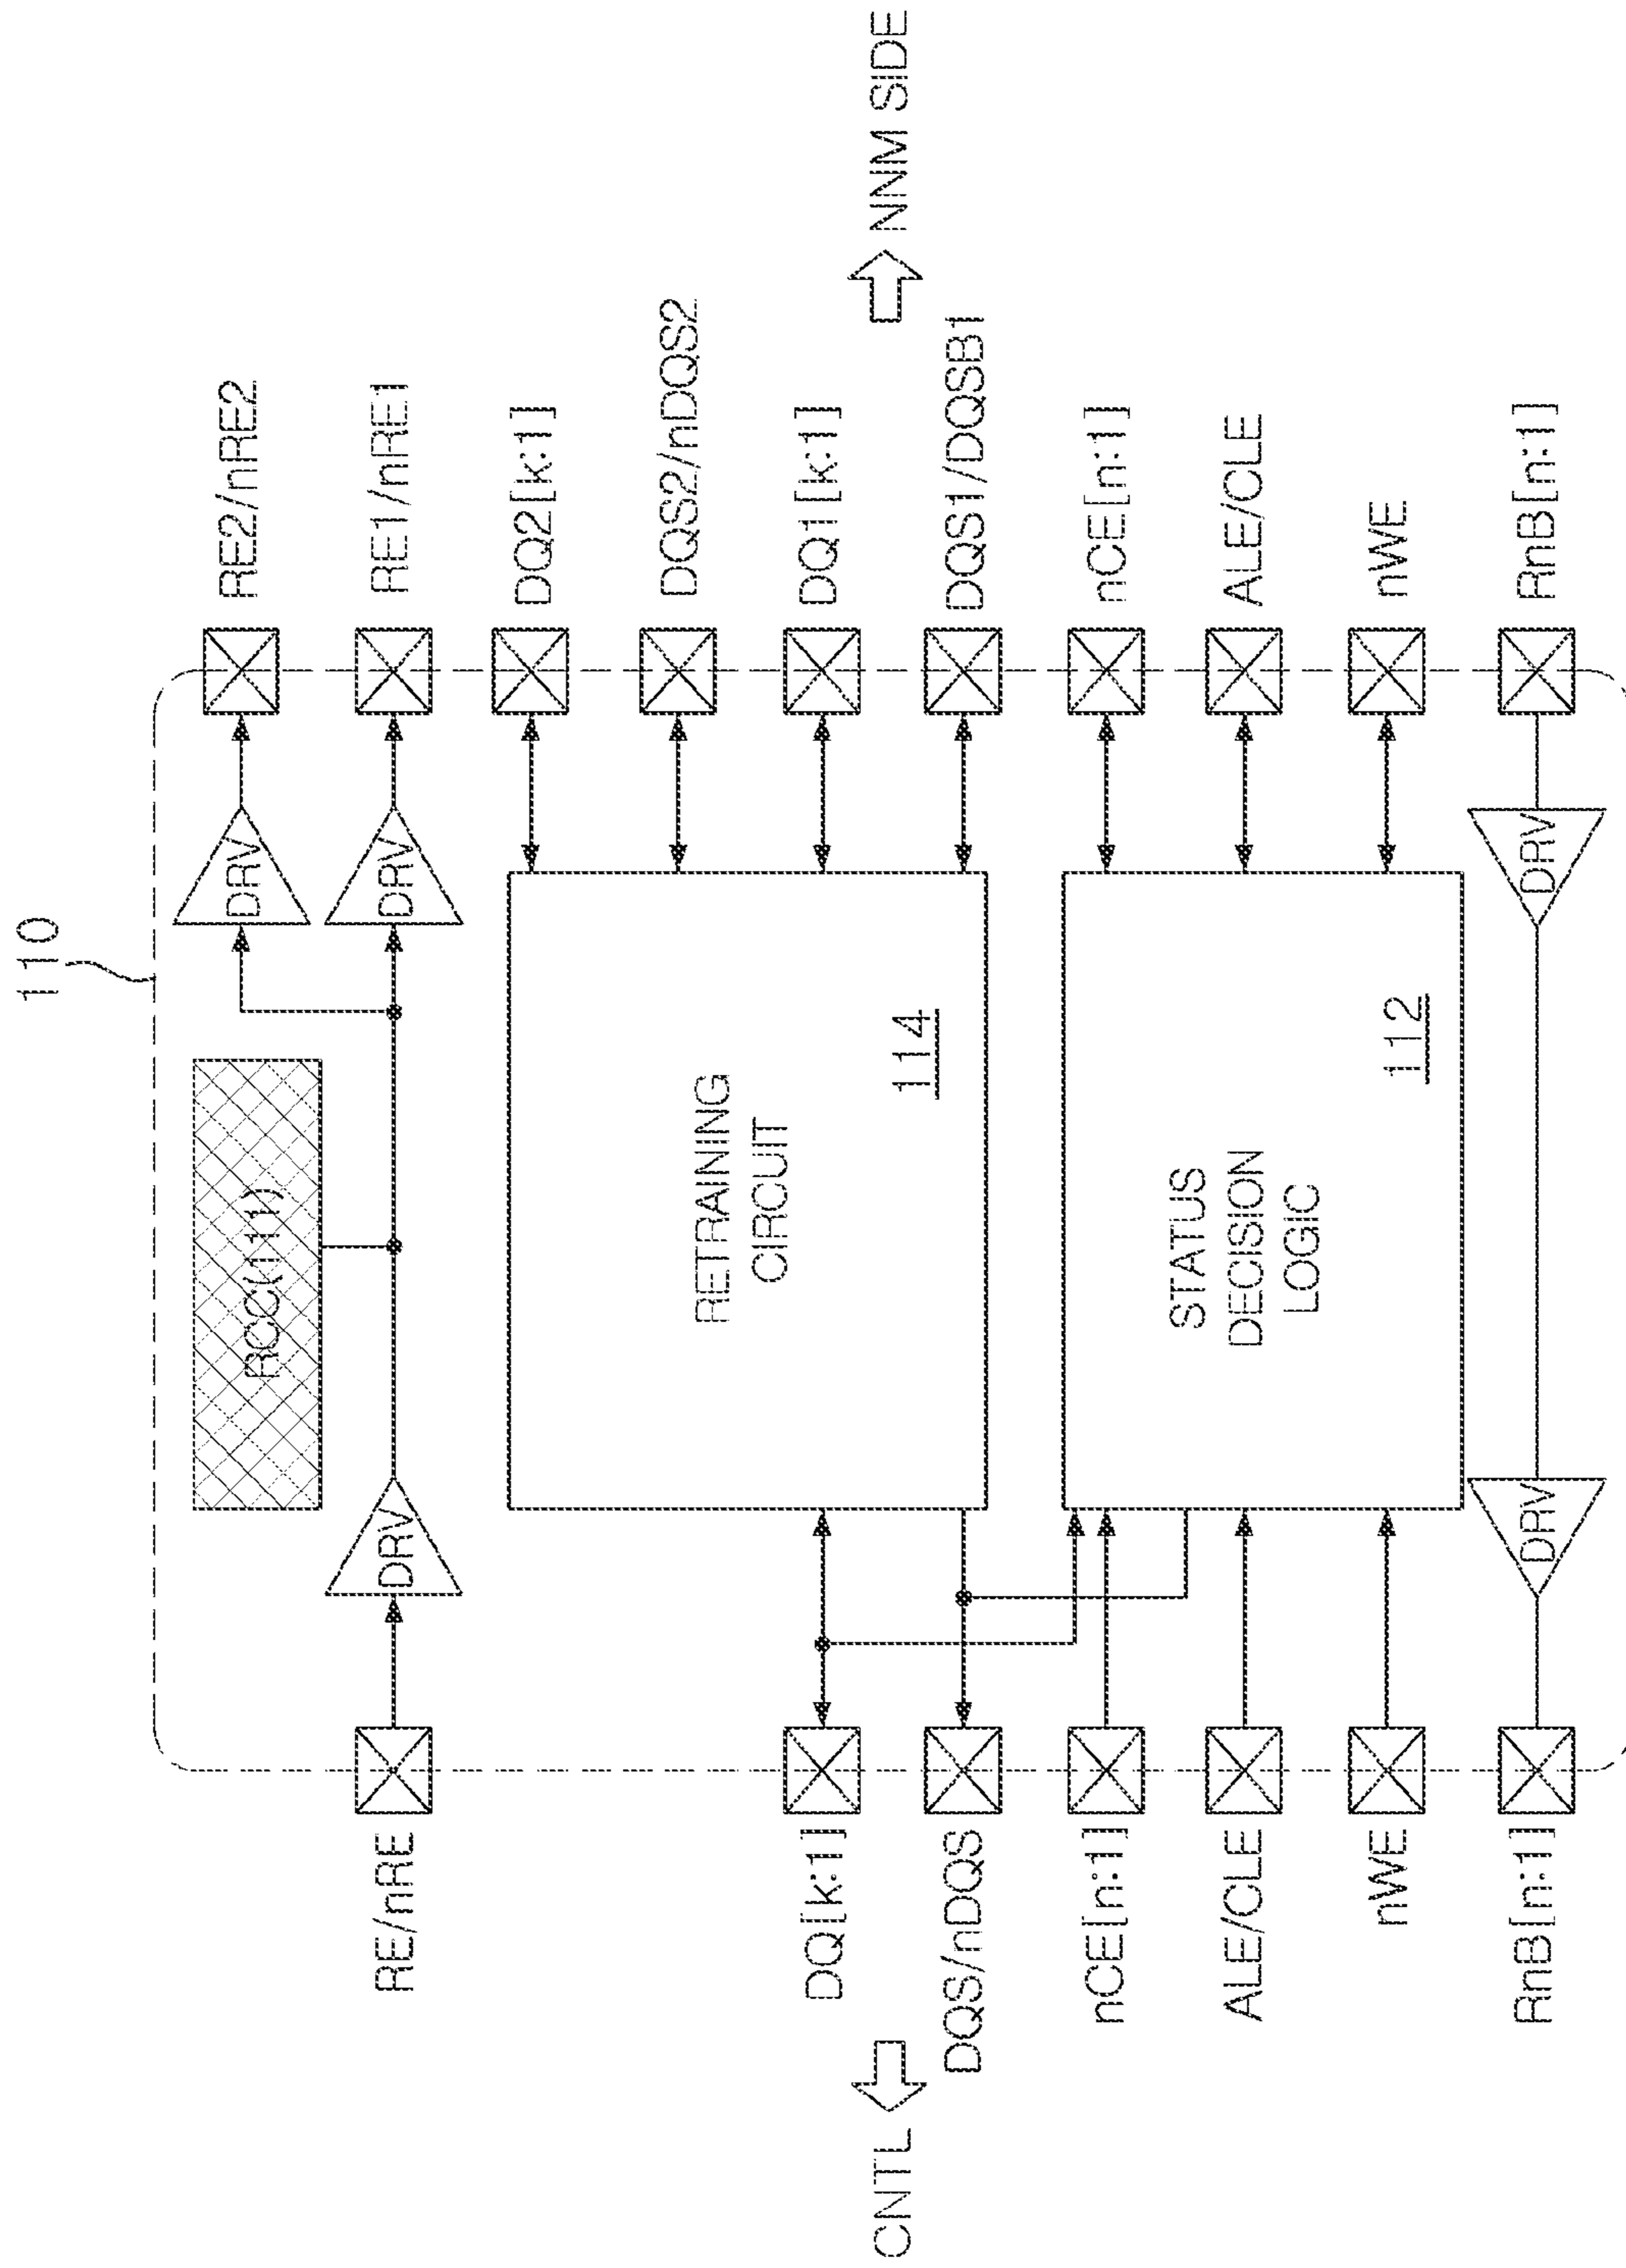 110
RE/nRE
DRV
RCC(111)
DRV
DRV
RE2/nRE2
RE1/nRE1
DQ2[k:1]
DQS2/nDQS2
DQ[k:1]
DQS/nDQS
RETRAINING
CIRCUIT
114
DQ1[k:1]
DQS1/DQSB1
CNTL
NNM SIDE
nCE[n:1]
ALE/CLE
nWE
STATUS
DECISION
LOGIC
112
nCE[n:1]
ALE/CLE
nWE
RnB[n:1]
DRV
DRV
RnB[n:1]